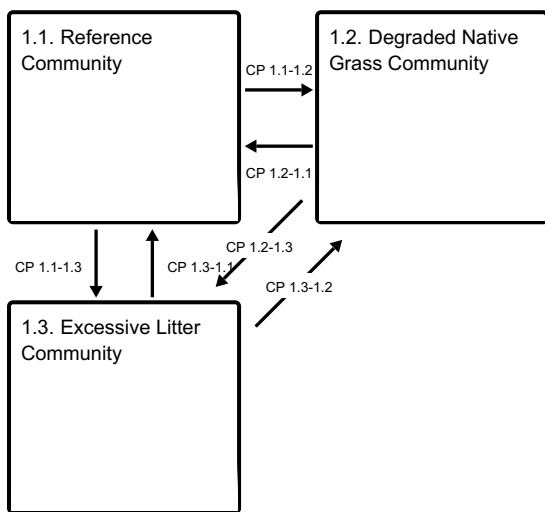 1.1. Reference
Community
1.2. Degraded Native
Grass Community
CP 1.1-1.2
CP 1.2-1.1
CP 1.2-1.3
CP 1.1-1.3
CP 1.3-1.1
CP 1.3-1.2
1.3. Excessive Litter
Community